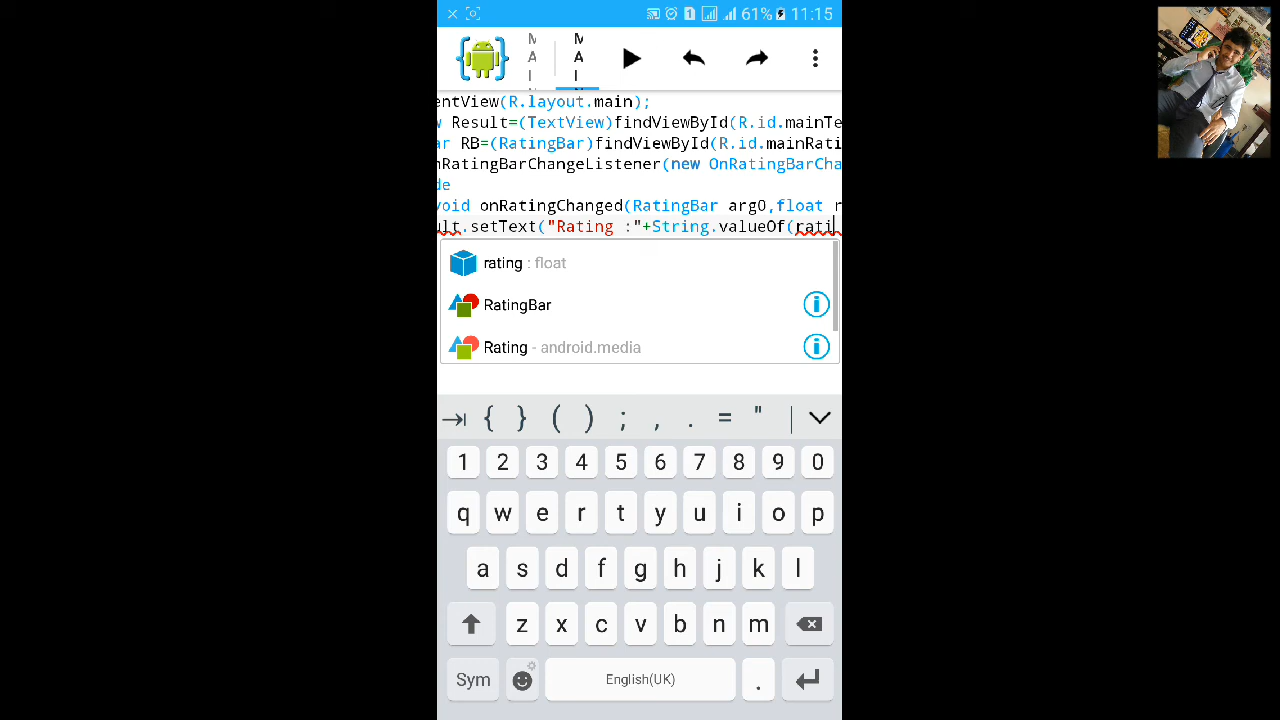 61% 11:15
M
A
I
N
M
A
I
N
entView(R.layout.main);
w Result=(TextView)findViewById(R.id.mainTe
ar RB=(RatingBar)findViewById(R.id.mainRati
nRatingBarChangeListener(new OnRatingBarCha
de
void onRatingChanged(RatingBar arg0,float r
ult.setText("Rating :"+String.valueOf(rati
rating : float
RatingBar
Rating - android.media
{ } ( ) ; , . = "
1 2 3 4 5 6 7 8 9 0
q w e r t y u i o p
a s d f g h j k l
z x c v b n m
Sym English(UK) .